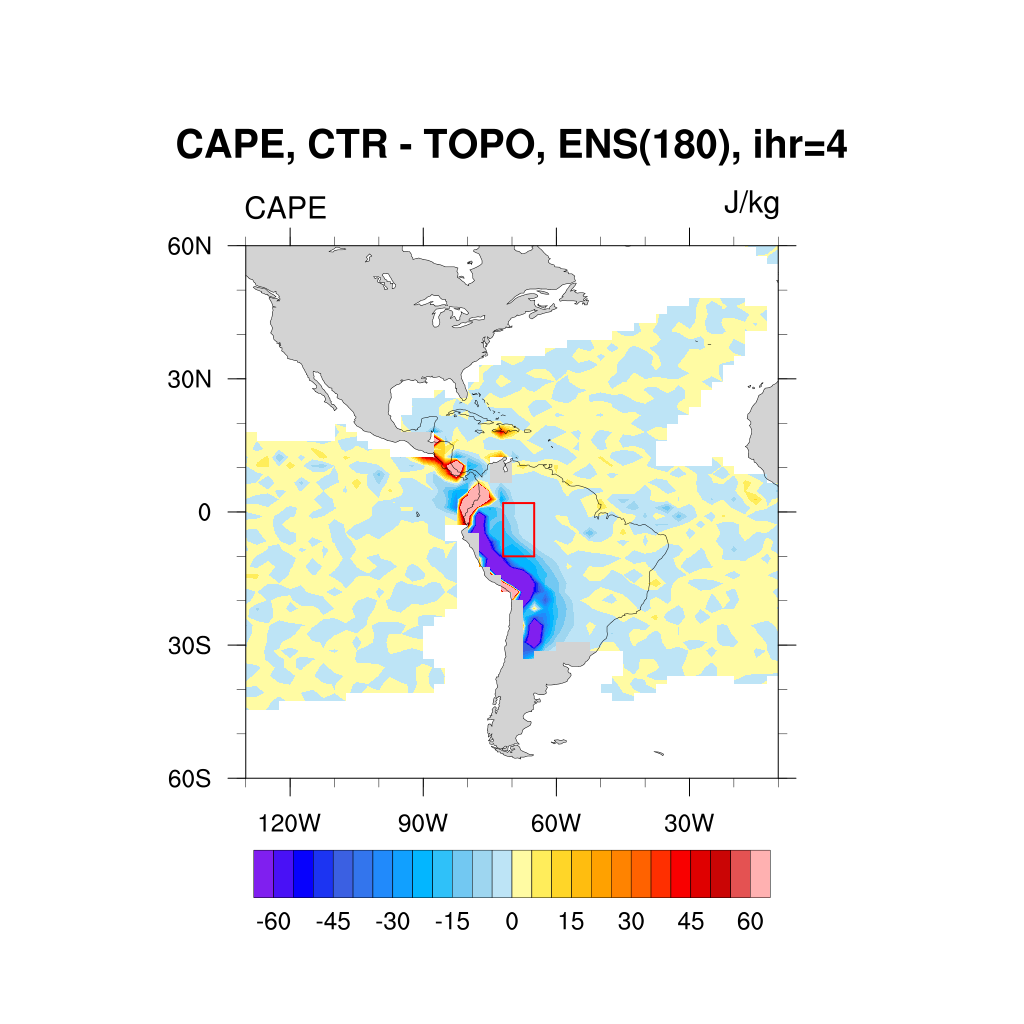 CAPE, CTR - TOPO, ENS(180), ihr=4
CAPE J/kg
60N
30N
0
30S
60S
120W 90W 60W 30W
-60 -45 -30 -15 0 15 30 45 60